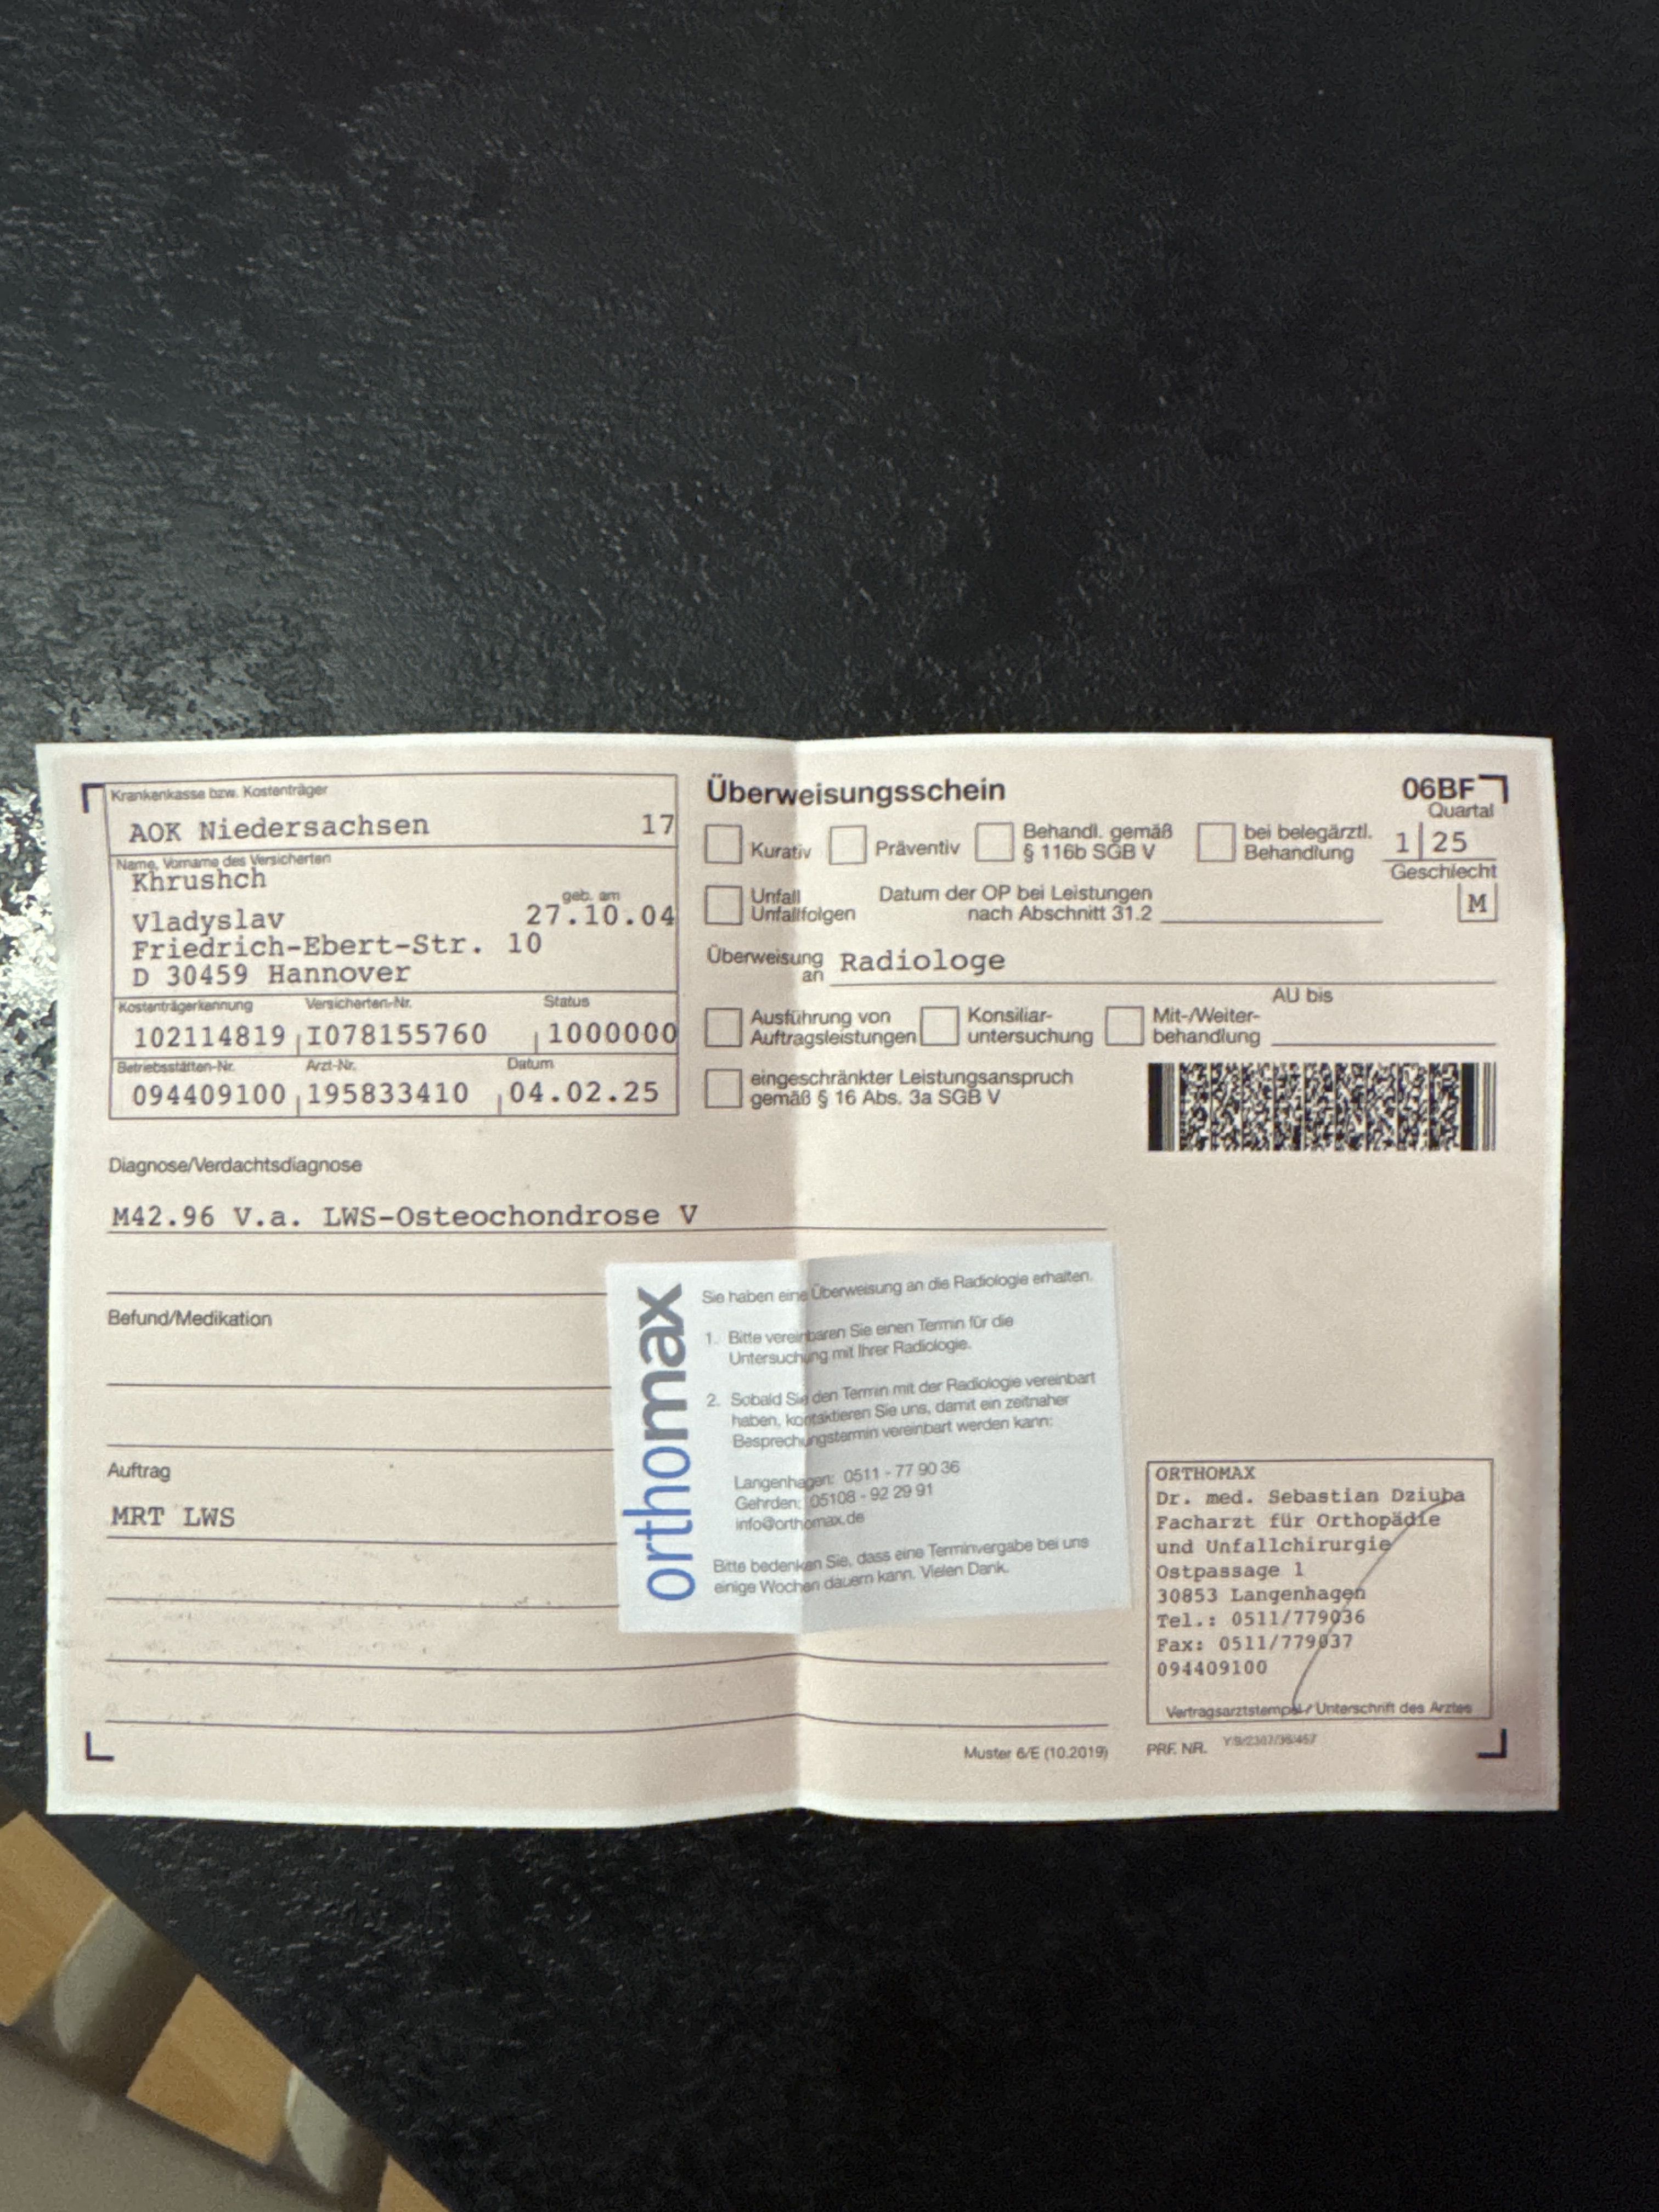 Krankenkasse bzw. Kostenträger
AOK Niedersachsen 17
Name, Vorname des Versicherten
Khrushch
geb. am
Vladyslav 27.10.04
Friedrich-Ebert-Str. 10
D 30459 Hannover
Kostenträgerkennung Versicherten-Nr. Status
102114819 I078155760 1000000
Betriebsstätten-Nr. Arzt-Nr. Datum
094409100 195833410 04.02.25
Überweisungsschein 06BF
Quartal
Kurativ Präventiv Behandl. gemäß § 116b SGB V bei belegärztl. Behandlung 1 25
Geschlecht
Unfall Unfallfolgen Datum der OP bei Leistungen nach Abschnitt 31.2 M
Überweisung an Radiologe
AU bis
Ausführung von Auftragsleistungen Konsiliar-untersuchung Mit-/Weiter-behandlung
eingeschränkter Leistungsanspruch
gemäß § 16 Abs. 3a SGB V
Diagnose/Verdachtsdiagnose
M42.96 V.a. LWS-Osteochondrose V
Befund/Medikation
Auftrag
MRT LWS
orthomax
Sie haben eine Überweisung an die Radiologie erhalten.
1. Bitte vereinbaren Sie einen Termin für die
Untersuchung mit Ihrer Radiologie.
2. Sobald Sie den Termin mit der Radiologie vereinbart
haben, kontaktieren Sie uns, damit ein zeitnaher
Besprechungstermin vereinbart werden kann:
Langenhagen: 0511 - 77 90 36
Gehrden: 05108 - 92 29 91
info@orthomax.de
Bitte bedenken Sie, dass eine Terminvergabe bei uns
einige Wochen dauern kann. Vielen Dank.
ORTHOMAX
Dr. med. Sebastian Dziuba
Facharzt für Orthopädie
und Unfallchirurgie
Ostpassage 1
30853 Langenhagen
Tel.: 0511/779036
Fax: 0511/779037
094409100
Vertragsarztstempel / Unterschrift des Arztes
Muster 6/E (10.2019)
PRF. NR.